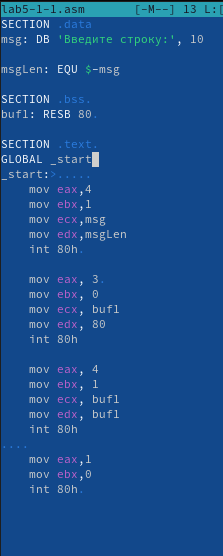 lab5-1-1.asm [-M--] 13 L:[
SECTION .data
msg: DB 'Введите строку:', 10
msgLen: EQU $-msg
SECTION .bss.
buf1: RESB 80.
SECTION .text.
GLOBAL _start
_start:>.....
mov eax,4
mov ebx,1
mov ecx,msg
mov edx,msgLen
int 80h.
mov eax, 3.
mov ebx, 0
mov ecx, buf1
mov edx, 80
int 80h
mov eax, 4
mov ebx, 1
mov ecx, buf1
mov edx, buf1
int 80h
....
mov eax,1
mov ebx,0
int 80h.